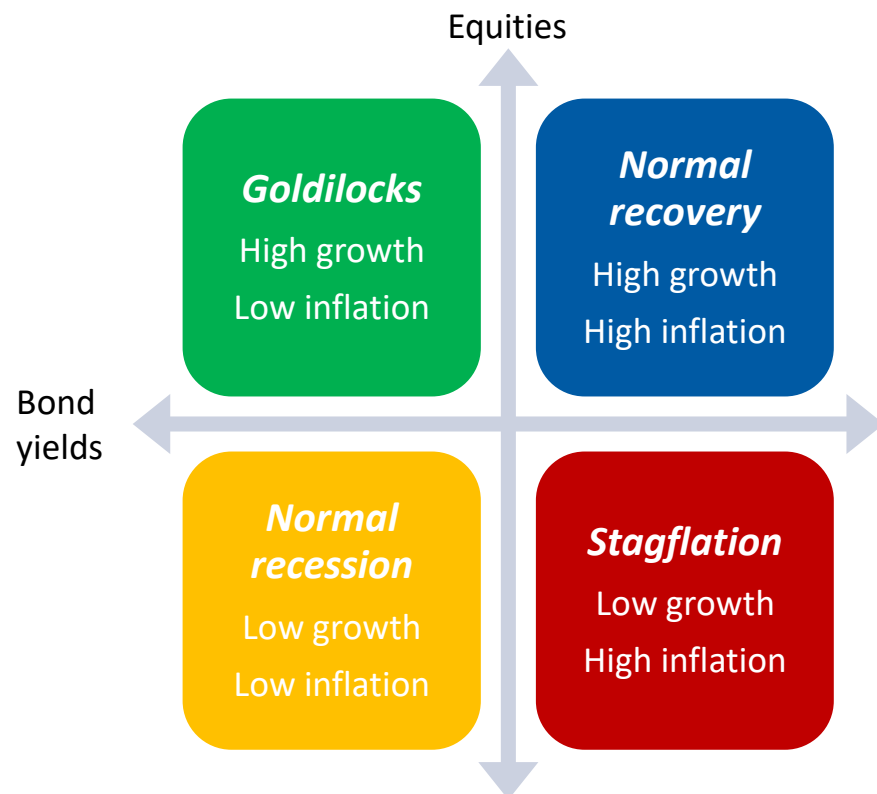 Equities
Goldilocks
High growth
Low inflation
Normal
recovery
High growth
High inflation
Bond
yields
Normal
recession
Low growth
Low inflation
Stagflation
Low growth
High inflation